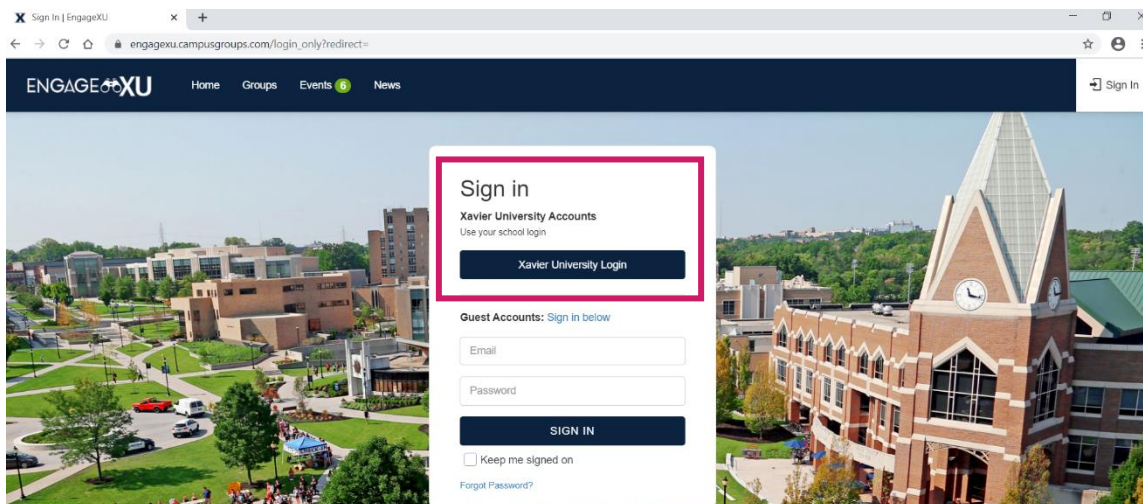 Sign In | EngageXU
engagexu.campusgroups.com/login_only?redirect=
ENGAGE XU Home Groups Events 6 News Sign In
Sign in
Xavier University Accounts
Use your school login
Xavier University Login
Guest Accounts: Sign in below
Email
Password
SIGN IN
Keep me signed on
Forgot Password?